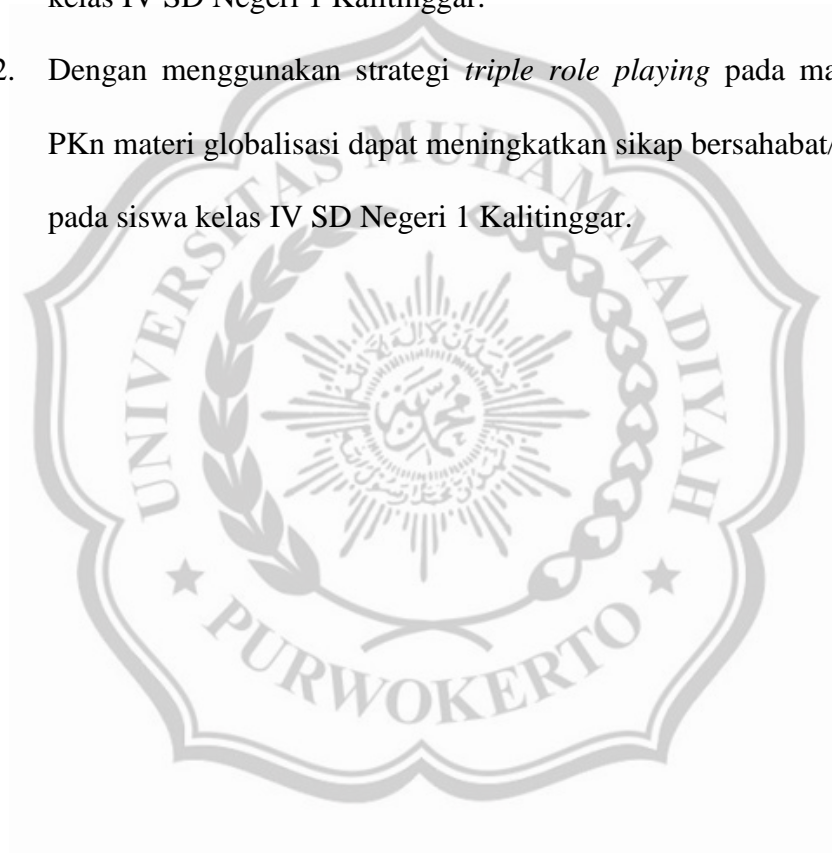 kelas IV SD Negeri 1 Kalitinggar.
2. Dengan menggunakan strategi triple role playing pada
PKn materi globalisasi dapat meningkatkan sikap bersahabat/
pada siswa kelas IV SD Negeri 1 Kalitinggar.
UNIVERSITAS MUHAMMADIYAH
PURWOKERTO